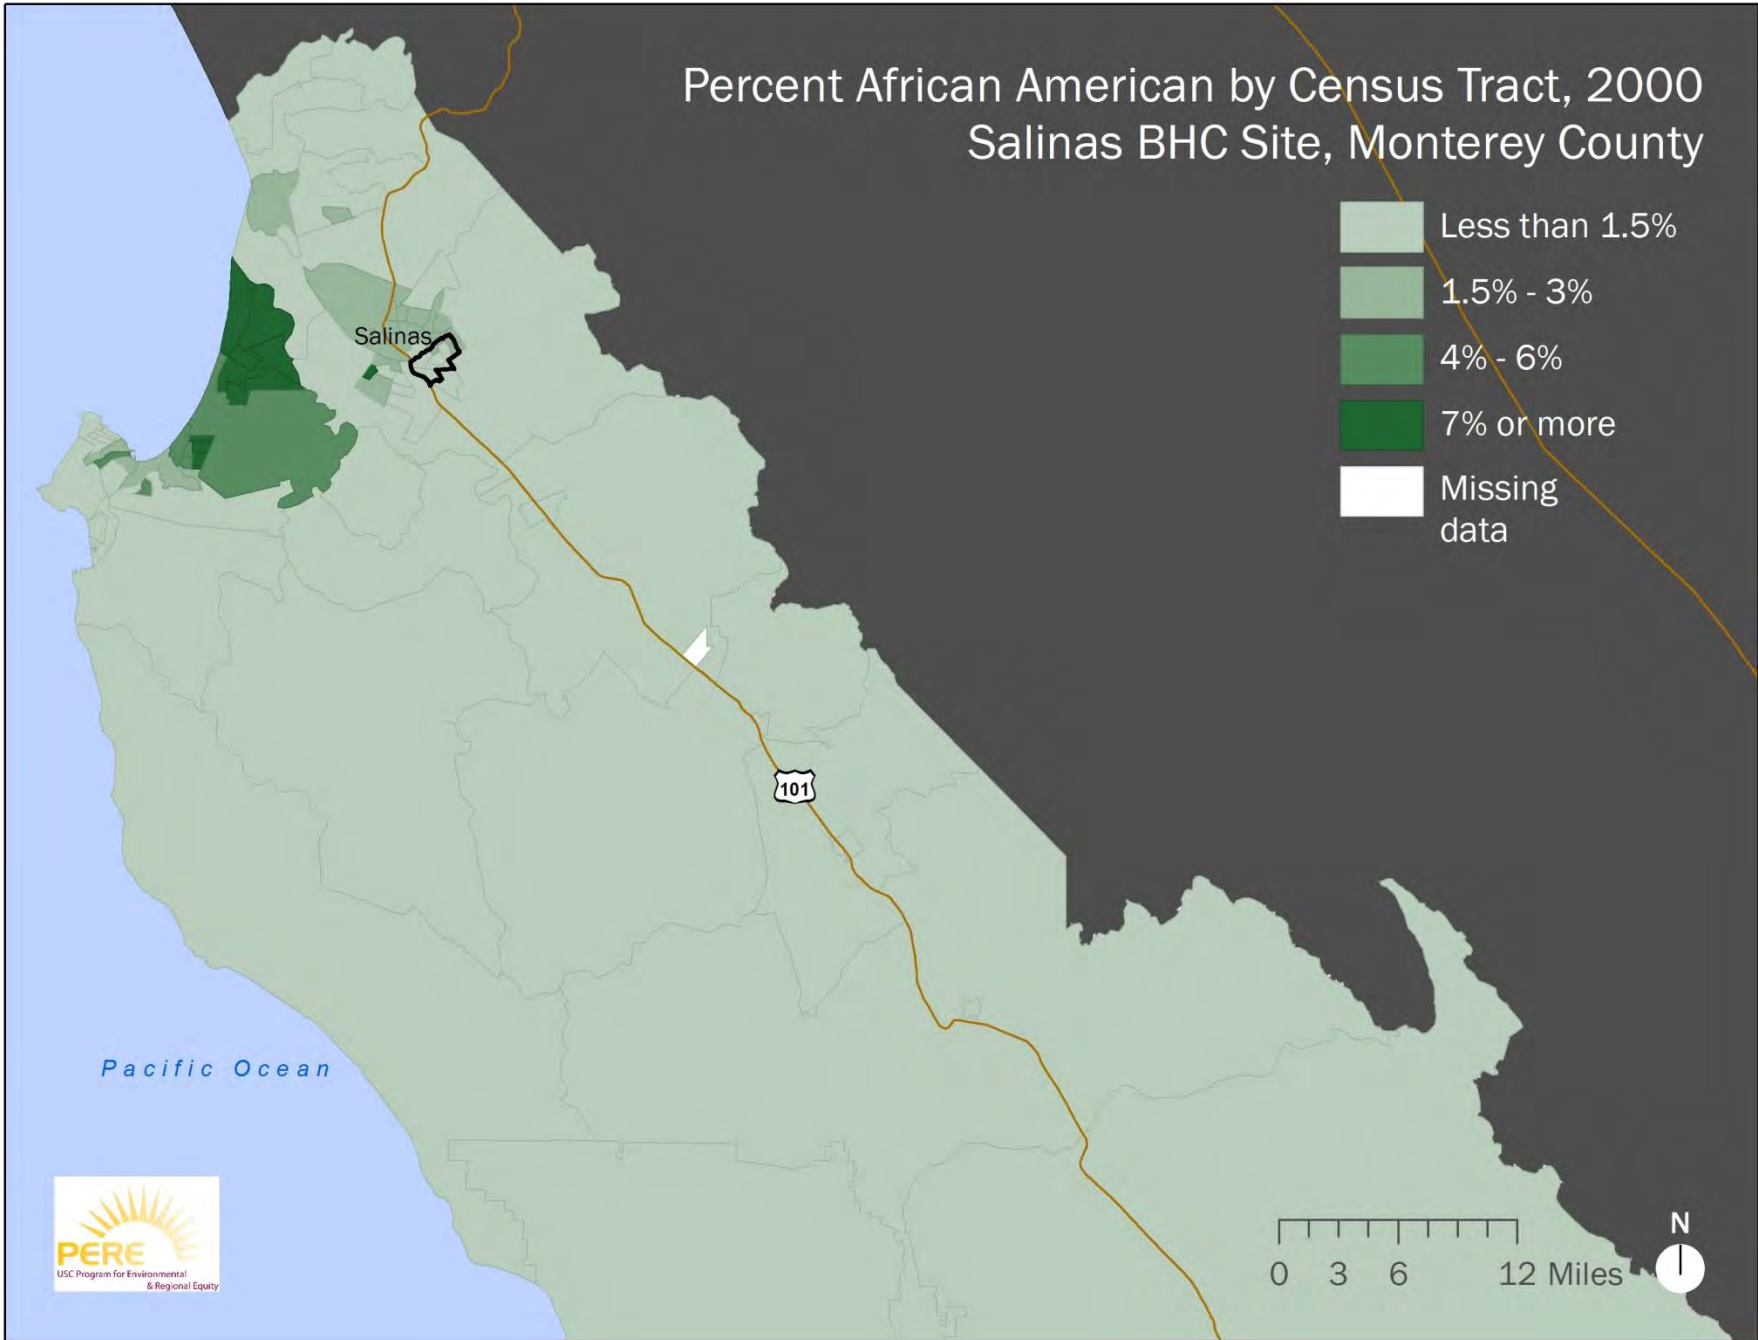 Percent African American by Census Tract, 2000
Salinas BHC Site, Monterey County
Less than 1.5%
1.5% - 3%
4% - 6%
7% or more
Missing
data
Salinas
101
Pacific Ocean
PERE
USC Program for Environmental
& Regional Equity
0 3 6 12 Miles
N